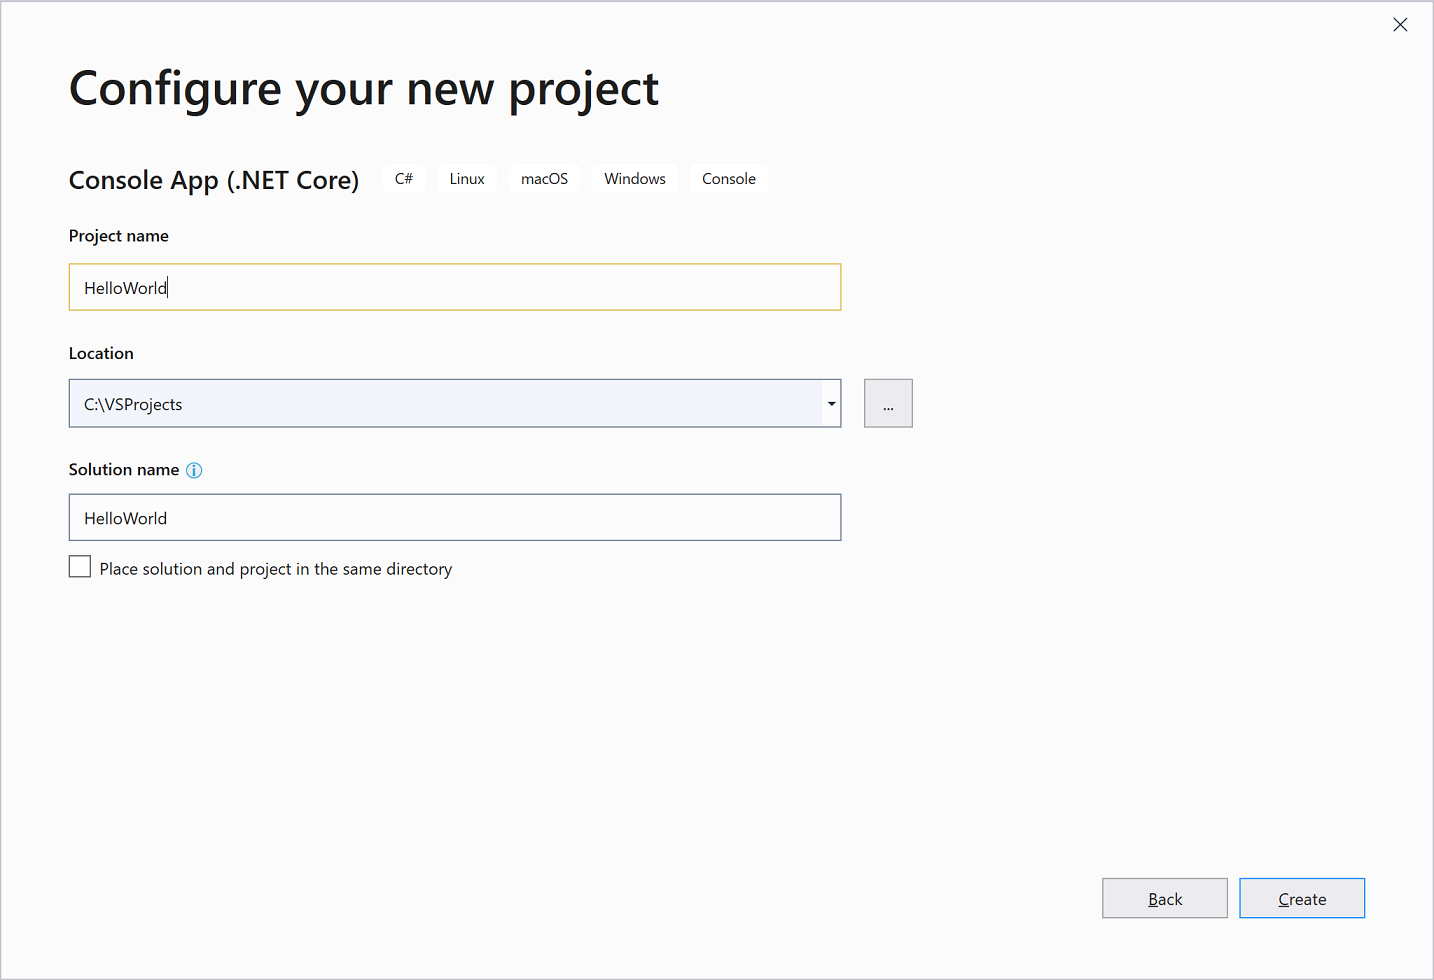 Configure your new project
Console App (.NET Core) C# Linux macOS Windows Console
Project name
HelloWorld
Location
C:\VSProjects
...
Solution name
HelloWorld
Place solution and project in the same directory
Back Create